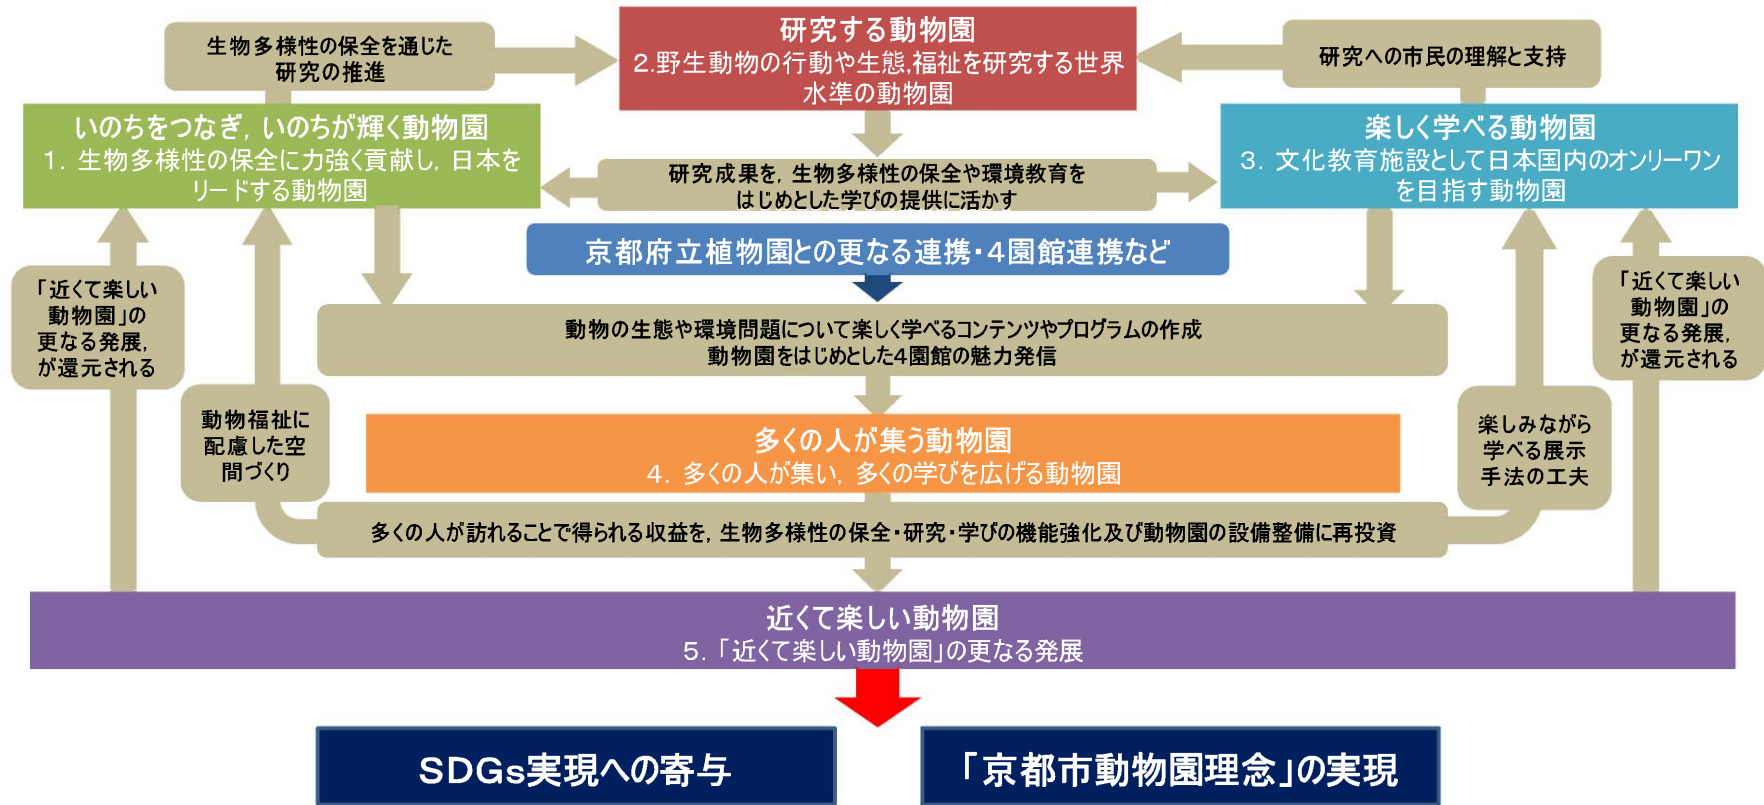 生物多様性の保全を通じた
研究の推進
研究する動物園
2.野生動物の行動や生態,福祉を研究する世界
水準の動物園
研究への市民の理解と支持
いのちをつなぎ，いのちが輝く動物園
１．生物多様性の保全に力強く貢献し，日本を
リードする動物園
研究成果を，生物多様性の保全や環境教育を
はじめとした学びの提供に活かす
楽しく学べる動物園
３．文化教育施設として日本国内のオンリーワン
を目指す動物園
京都府立植物園との更なる連携・４園館連携など
「近くて楽しい
動物園」の
更なる発展，
が還元される
動物の生態や環境問題について楽しく学べるコンテンツやプログラムの作成
動物園をはじめとした４園館の魅力発信
「近くて楽しい
動物園」の
更なる発展，
が還元される
動物福祉に
配慮した空
間づくり
多くの人が集う動物園
４．多くの人が集い，多くの学びを広げる動物園
楽しみながら
学べる展示
手法の工夫
多くの人が訪れることで得られる収益を，生物多様性の保全・研究・学びの機能強化及び動物園の設備整備に再投資
近くて楽しい動物園
５．「近くて楽しい動物園」の更なる発展
SDGs実現への寄与
「京都市動物園理念」の実現